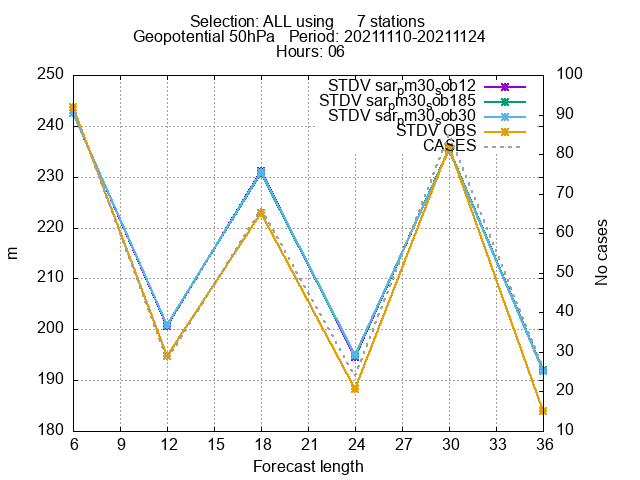 Selection: ALL using 7 stations
Geopotential 50hPa Period: 20211110-20211124
Hours: 06
STDV sar_pm30_sob12
STDV sar_pm30_sob185
STDV sar_pm30_sob30
STDV OBS
CASES
250
240
230
220
210
200
190
180
m
100
90
80
70
60
50
40
30
20
10
No cases
6 9 12 15 18 21 24 27 30 33 36
Forecast length